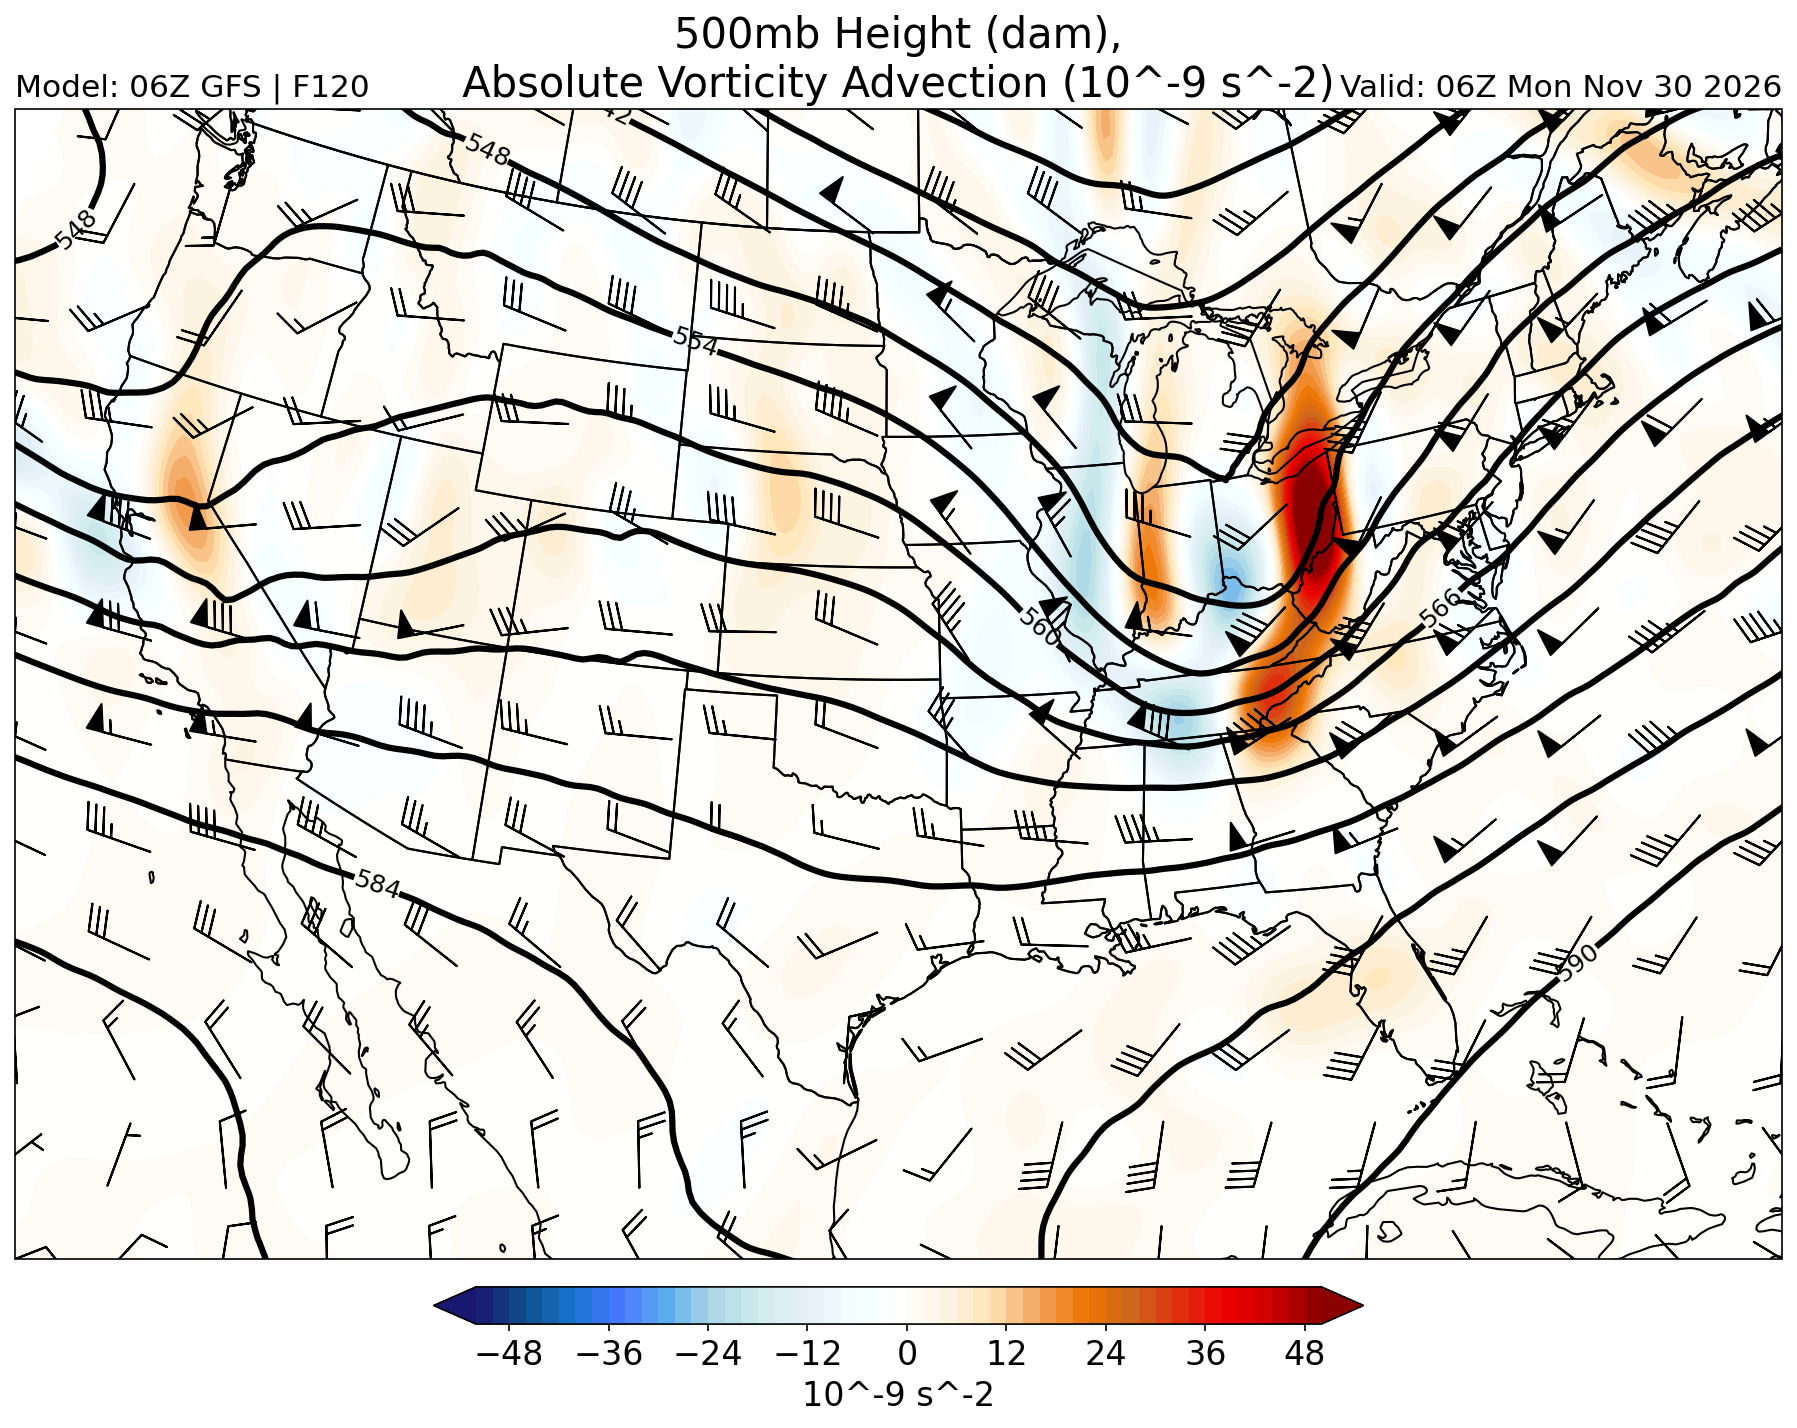 500mb Height (dam),
Model: 06Z GFS | F120
Absolute Vorticity Advection (10^-9 s^-2)
Valid: 06Z Mon Nov 30 2026
548
548
554
560
566
584
590
−48 −36 −24 −12 0 12 24 36 48
10^-9 s^-2